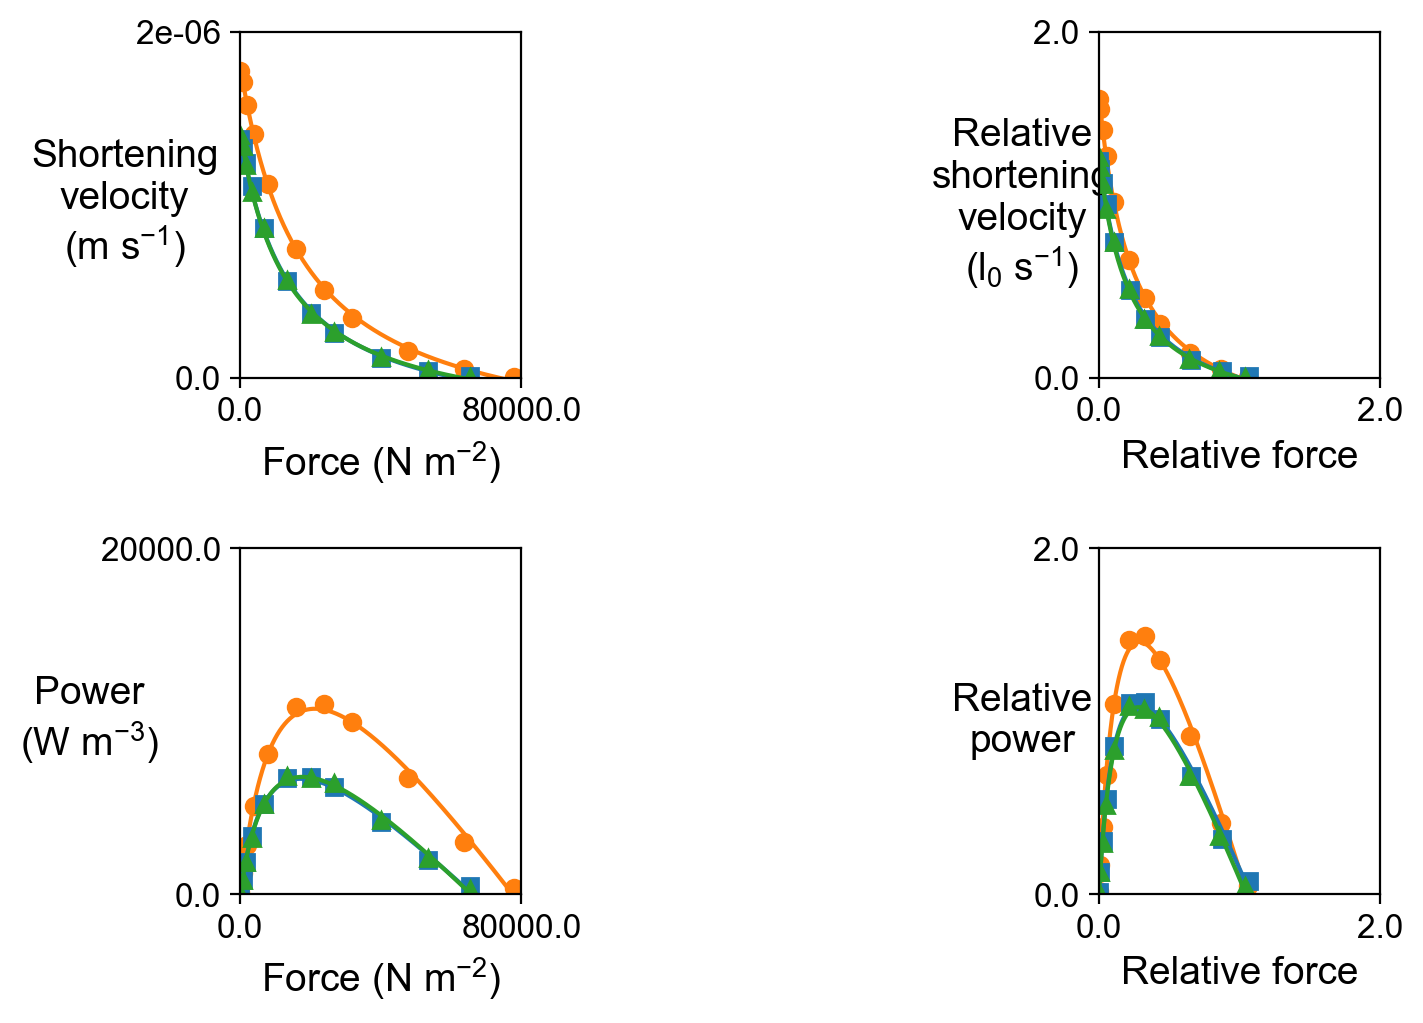 2e-06
Shortening
velocity
(m s⁻¹)
0.0
0.0 80000.0
Force (N m⁻²)
2.0
Relative
shortening
velocity
(l₀ s⁻¹)
0.0
0.0 2.0
Relative force
20000.0
Power
(W m⁻³)
0.0
0.0 80000.0
Force (N m⁻²)
2.0
Relative
power
0.0
0.0 2.0
Relative force